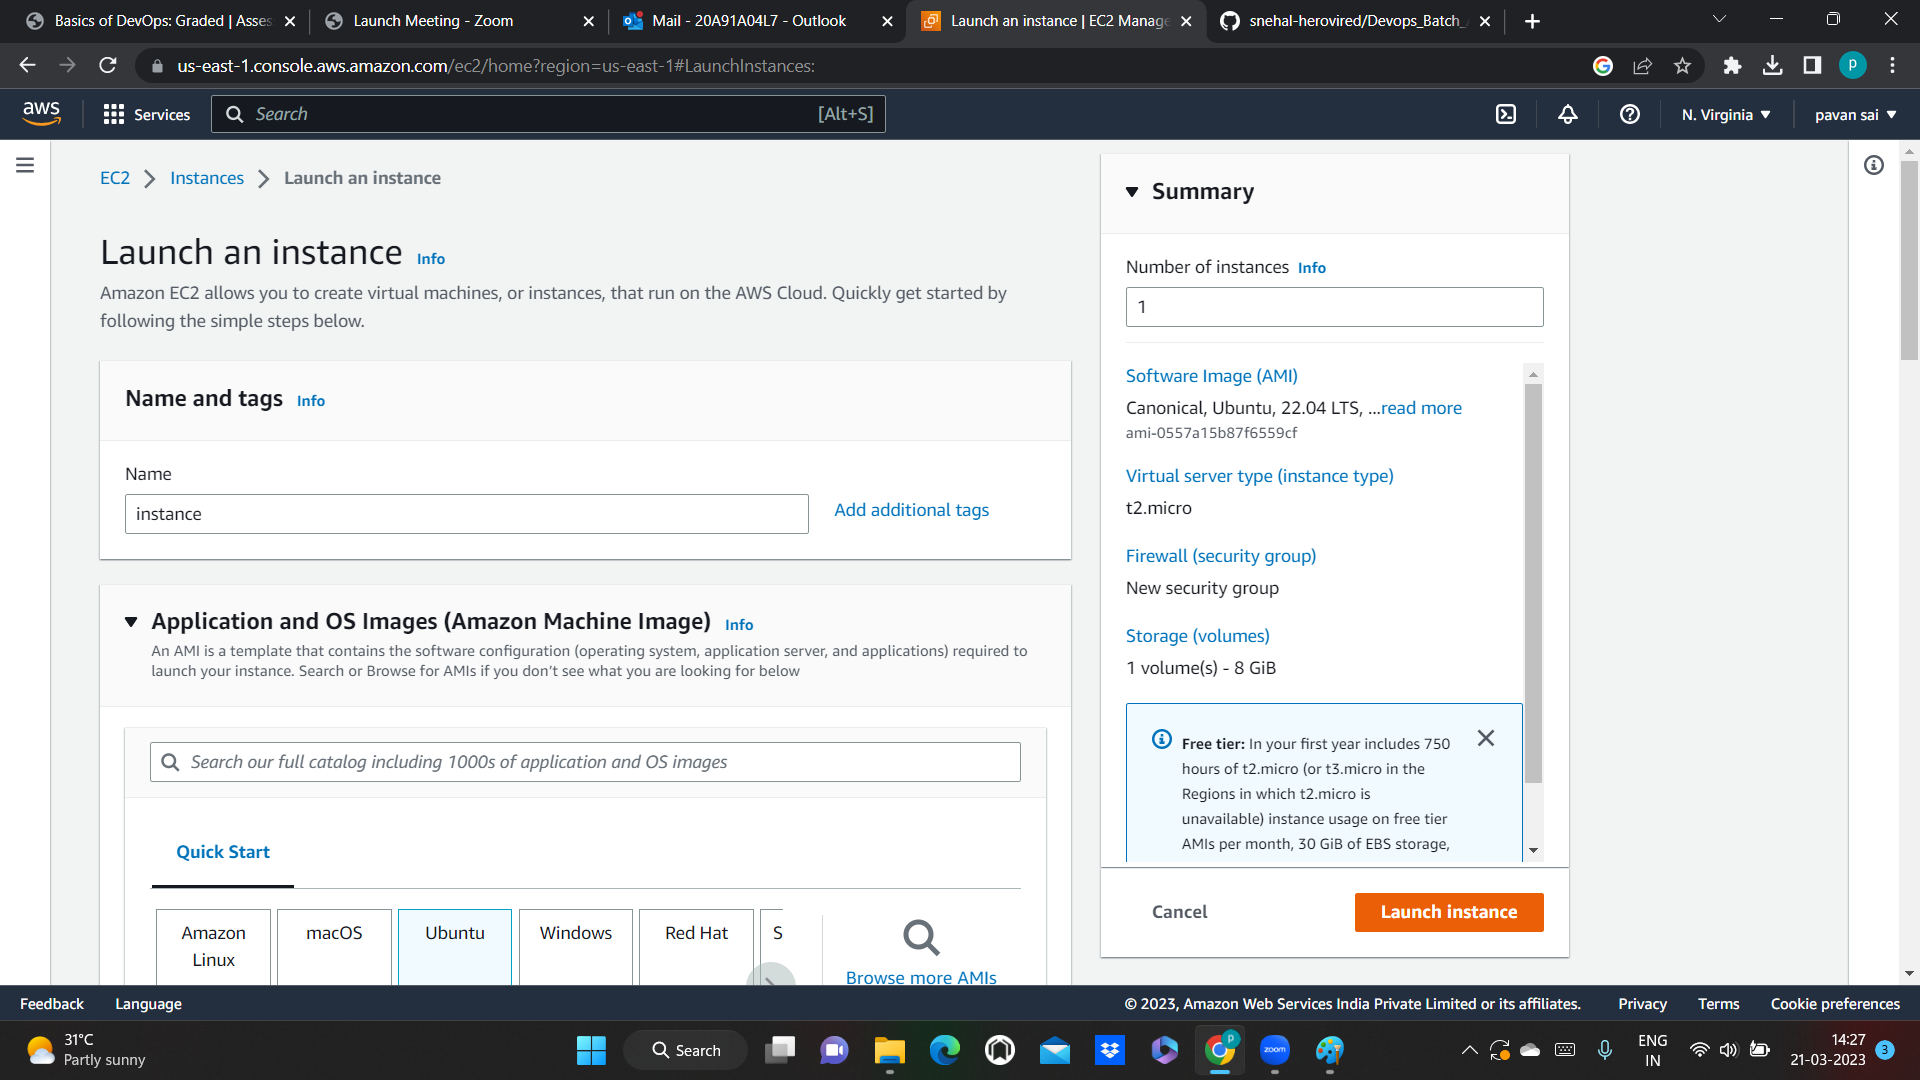 Basics of DevOps: Graded | Asses
Launch Meeting - Zoom
Mail - 20A91A04L7 - Outlook
Launch an instance | EC2 Manage
snehal-herovired/Devops_Batch_
us-east-1.console.aws.amazon.com/ec2/home?region=us-east-1#LaunchInstances:
P
aws
Services
Search
[Alt+S]
N. Virginia
pavan sai
EC2
Instances
Launch an instance
Launch an instance
Info
Amazon EC2 allows you to create virtual machines, or instances, that run on the AWS Cloud. Quickly get started by
following the simple steps below.
Name and tags
Info
Name
instance
Add additional tags
Application and OS Images (Amazon Machine Image)
Info
An AMI is a template that contains the software configuration (operating system, application server, and applications) required to
launch your instance. Search or Browse for AMIs if you don't see what you are looking for below
Search our full catalog including 1000s of application and OS images
Quick Start
Amazon
Linux
macOS
Ubuntu
Windows
Red Hat
S
Browse more AMIs
Summary
Number of instances
Info
1
Software Image (AMI)
Canonical, Ubuntu, 22.04 LTS, ...read more
ami-0557a15b87f6559cf
Virtual server type (instance type)
t2.micro
Firewall (security group)
New security group
Storage (volumes)
1 volume(s) - 8 GiB
Free tier: In your first year includes 750
hours of t2.micro (or t3.micro in the
Regions in which t2.micro is
unavailable) instance usage on free tier
AMIs per month, 30 GiB of EBS storage,
Cancel
Launch instance
Feedback
Language
© 2023, Amazon Web Services India Private Limited or its affiliates.
Privacy
Terms
Cookie preferences
31°C
Partly sunny
Search
P
zoom
ENG
IN
14:27
21-03-2023
3